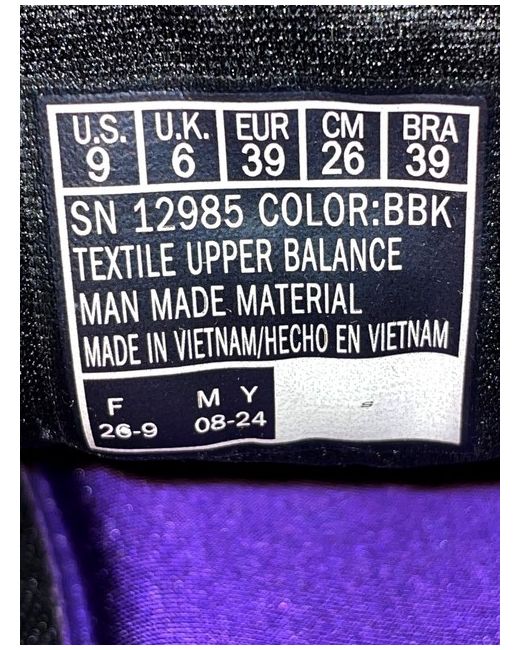 U.S. U.K. EUR CM BRA
9 6 39 26 39
SN 12985 COLOR:BBK
TEXTILE UPPER BALANCE
MAN MADE MATERIAL
MADE IN VIETNAM/HECHO EN VIETNAM
F M Y
26-9 08-24
S